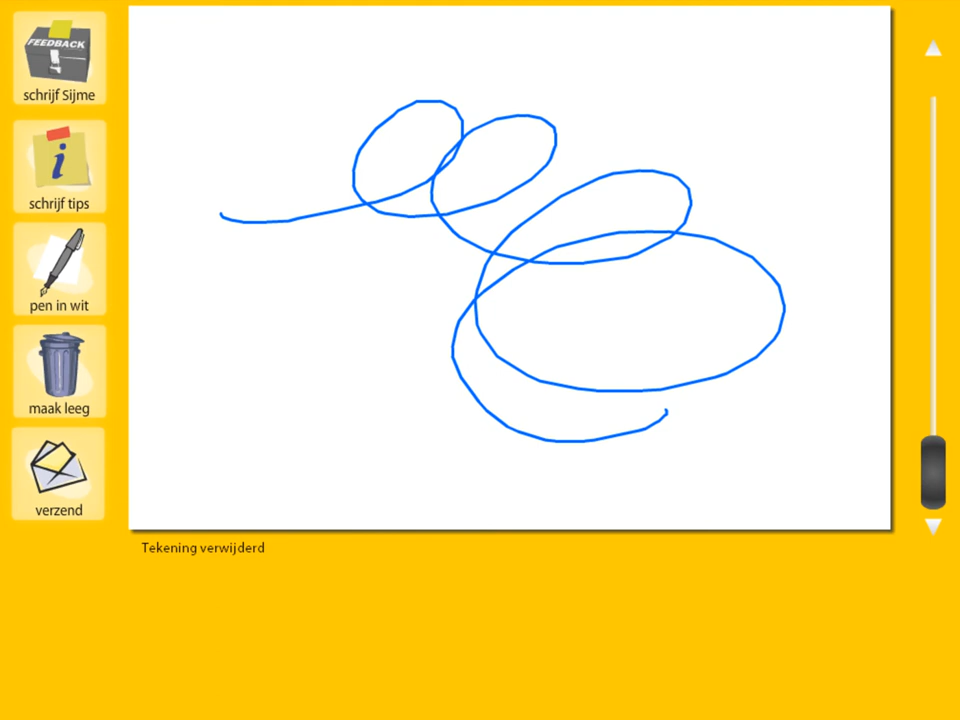 FEEDBACK
schrijf Sijme
i
schrijf tips
pen in wit
maak leeg
verzend
Tekening verwijderd